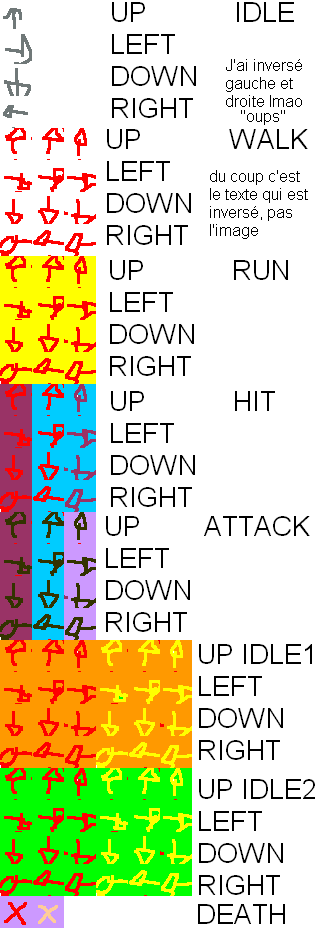 UP IDLE
LEFT
DOWN
RIGHT
J'ai inversé
gauche et
droite lmao
"oups"
UP WALK
LEFT
DOWN
RIGHT
du coup c'est
le texte qui est
inversé, pas
l'image
UP RUN
LEFT
DOWN
RIGHT
UP HIT
LEFT
DOWN
RIGHT
UP ATTACK
LEFT
DOWN
RIGHT
UP IDLE1
LEFT
DOWN
RIGHT
UP IDLE2
LEFT
DOWN
RIGHT
DEATH